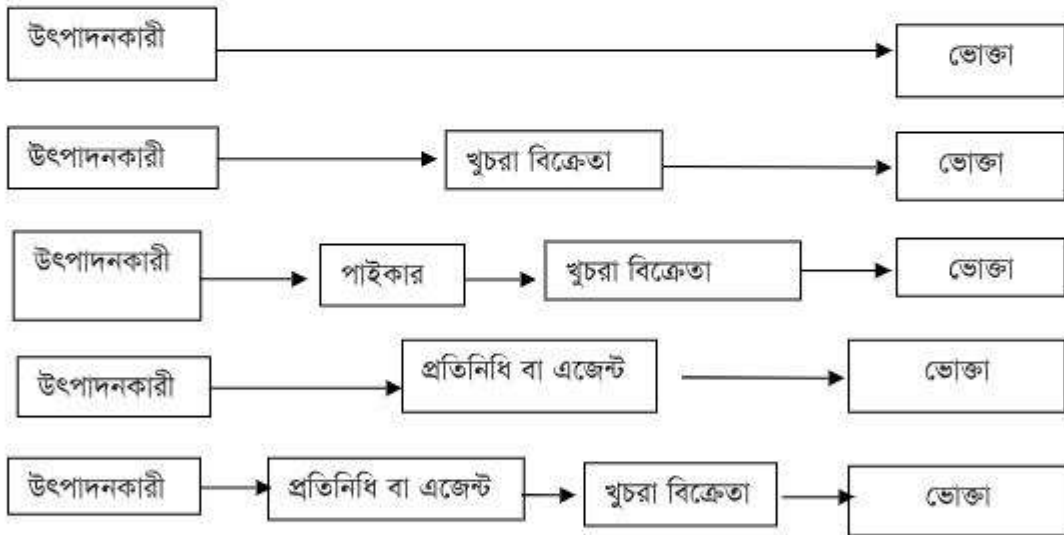 উৎপাদনকারী ভোক্তা
উৎপাদনকারী খুচরা বিক্রেতা ভোক্তা
উৎপাদনকারী পাইকার খুচরা বিক্রেতা ভোক্তা
উৎপাদনকারী প্রতিনিধি বা এজেন্ট ভোক্তা
উৎপাদনকারী প্রতিনিধি বা এজেন্ট খুচরা বিক্রেতা ভোক্তা